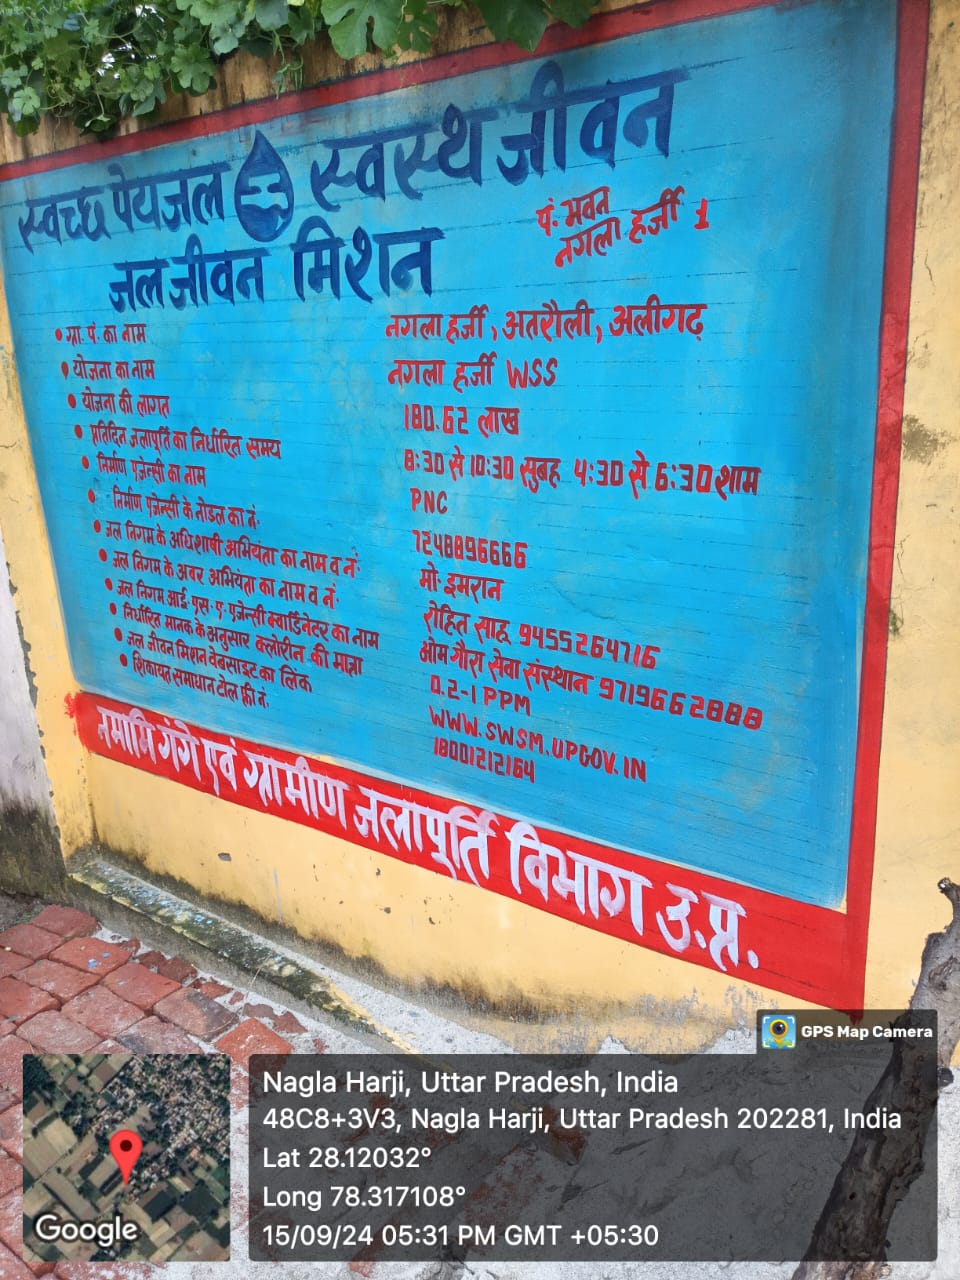 स्वच्छ पेयजल स्वस्थ जीवन
जल जीवन मिशन
पं. भवन
नगला हर्जी 1
• ग्रा. पं. का नाम नगला हर्जी, अतरौली, अलीगढ़
• योजना का नाम नगला हर्जी WSS
• योजना की लागत 180.62 लाख
• प्रतिदिन जलापूर्ति का निर्धारित समय 8:30 से 10:30 सुबह 4:30 से 6:30 शाम
• निर्माण एजेन्सी का नाम PNC
• निर्माण एजेन्सी के नोडल का नं. 7248896666
• जल निगम के अधिशाषी अभियंता का नाम व नं. मो. इमरान
• जल निगम के अवर अभियंता का नाम व नं. रोहित साहू 9455264716
• जल निगम आई. एस. ए. एजेन्सी क्वार्डिनेटर का नाम ओम गौरा सेवा संस्थान 9719662888
• निर्धारित मानक के अनुसार क्लोरीन की मात्रा 0.2-1 PPM
• जल जीवन मिशन वेबसाइट का लिंक WWW.SWSM.UPGOV.IN
• शिकायत समाधान टोल फ्री नं. 18001212164
नमामि गंगे एवं ग्रामीण जलापूर्ति विभाग उ.प्र.
GPS Map Camera
Nagla Harji, Uttar Pradesh, India
48C8+3V3, Nagla Harji, Uttar Pradesh 202281, India
Lat 28.12032°
Long 78.317108°
15/09/24 05:31 PM GMT +05:30
Google